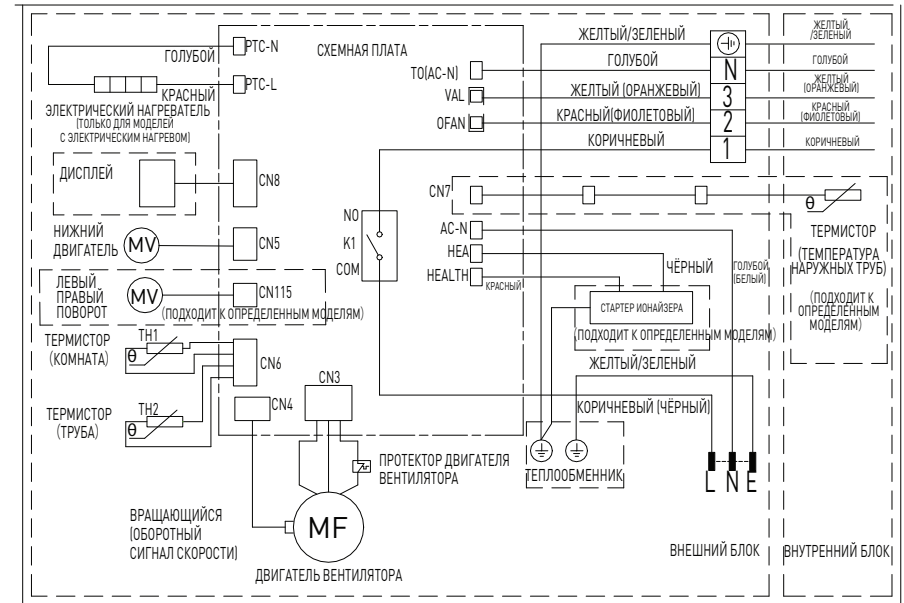 PTC-N
ГОЛУБОЙ
PTC-L
КРАСНЫЙ
ЭЛЕКТРИЧЕСКИЙ НАГРЕВАТЕЛЬ
(ТОЛЬКО ДЛЯ МОДЕЛЕЙ
С ЭЛЕКТРИЧЕСКИМ НАГРЕВОМ)
СХЕМНАЯ ПЛАТА
TO(AC-N)
VAL
OFAN
ЖЕЛТЫЙ/ЗЕЛЕНЫЙ
ГОЛУБОЙ
ЖЕЛТЫЙ (ОРАНЖЕВЫЙ)
КРАСНЫЙ(ФИОЛЕТОВЫЙ)
КОРИЧНЕВЫЙ
N
3
2
1
ЖЕЛТЫЙ,
/ЗЕЛЕНЫЙ
ГОЛУБОЙ
ЖЕЛТЫЙ
(ОРАНЖЕВЫЙ)
КРАСНЫЙ
(ФИОЛЕТОВЫЙ)
КОРИЧНЕВЫЙ
ДИСПЛЕЙ
CN8
CN7
θ
ТЕРМИСТОР
(ТЕМПЕРАТУРА
НАРУЖНЫХ ТРУБ)
(ПОДХОДИТ К
ОПРЕДЕЛЕННЫМ
МОДЕЛЯМ)
НИЖНИЙ
ДВИГАТЕЛЬ
MV
CN5
NO
K1
COM
AC-N
HEA
HEALTH
КРАСНЫЙ
ЧЁРНЫЙ
ГОЛУБОЙ
(БЕЛЫЙ)
ЛЕВЫЙ
ПРАВЫЙ
ПОВОРОТ
MV
CN115
(ПОДХОДИТ К ОПРЕДЕЛЕННЫМ МОДЕЛЯМ)
СТАРТЕР ИОНАЙЗЕРА
(ПОДХОДИТ К ОПРЕДЕЛЕННЫМ МОДЕЛЯМ)
ТЕРМИСТОР
(КОМНАТА)
TH1
θ
CN6
ЖЕЛТЫЙ/ЗЕЛЕНЫЙ
CN3
CN4
КОРИЧНЕВЫЙ (ЧЁРНЫЙ)
ТЕРМИСТОР
(ТРУБА)
TH2
θ
ПРОТЕКТОР ДВИГАТЕЛЯ
ВЕНТИЛЯТОРА
ТЕПЛООБМЕННИК
L N E
ВРАЩАЮЩИЙСЯ
(ОБОРОТНЫЙ
СИГНАЛ СКОРОСТИ)
MF
ДВИГАТЕЛЬ ВЕНТИЛЯТОРА
ВНЕШНИЙ БЛОК
ВНУТРЕННИЙ БЛОК